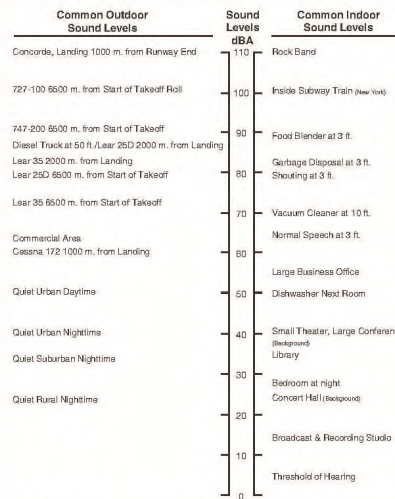 Common Outdoor
Sound Levels
Sound
Levels
dBA
Common Indoor
Sound Levels
Concorde, Landing 1000 m. from Runway End
110
Rock Band
727-100 6500 m. from Start of Takeoff Roll
100
Inside Subway Train (New York)
747-200 6500 m. from Start of Takeoff
90
Food Blender at 3 ft.
Diesel Truck at 50 ft./Lear 25D 2000 m. from Landing
Lear 35 2000 m. from Landing
Garbage Disposal at 3 ft.
Lear 25D 6500 m. from Start of Takeoff
80
Shouting at 3 ft.
Lear 35 6500 m. from Start of Takeoff
70
Vacuum Cleaner at 10 ft.
Commercial Area
Normal Speech at 3 ft.
Cessna 172 1000 m. from Landing
60
Large Business Office
Quiet Urban Daytime
50
Dishwasher Next Room
Quiet Urban Nighttime
40
Small Theater, Large Conferen
(Background)
Quiet Suburban Nighttime
Library
30
Bedroom at night
Quiet Rural Nighttime
Concert Hall (Background)
20
Broadcast & Recording Studio
10
Threshold of Hearing
0